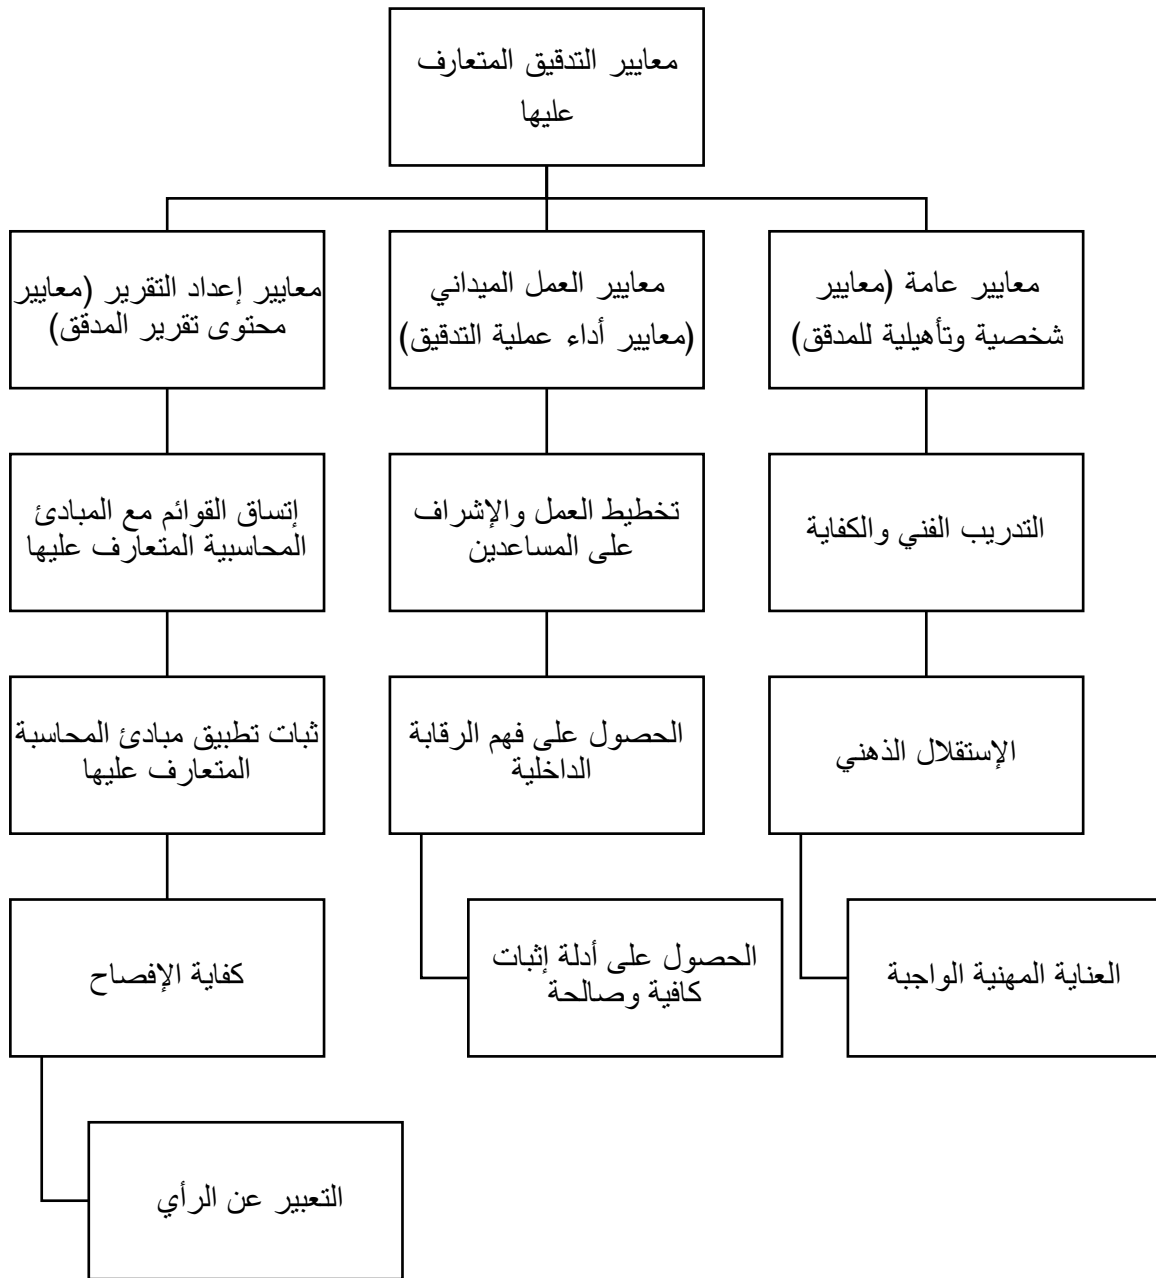 معايير التدقيق المتعارف
عليها
معايير عامة (معايير
شخصية وتأهيلية للمدقق)
معايير العمل الميداني
(معايير أداء عملية التدقيق)
معايير إعداد التقرير (معايير
محتوى تقرير المدقق)
التدريب الفني والكفاية
تخطيط العمل والإشراف
على المساعدين
إتساق القوائم مع المبادئ
المحاسبية المتعارف عليها
الإستقلال الذهني
الحصول على فهم الرقابة
الداخلية
ثبات تطبيق مبادئ المحاسبة
المتعارف عليها
العناية المهنية الواجبة
الحصول على أدلة إثبات
كافية وصالحة
كفاية الإفصاح
التعبير عن الرأي